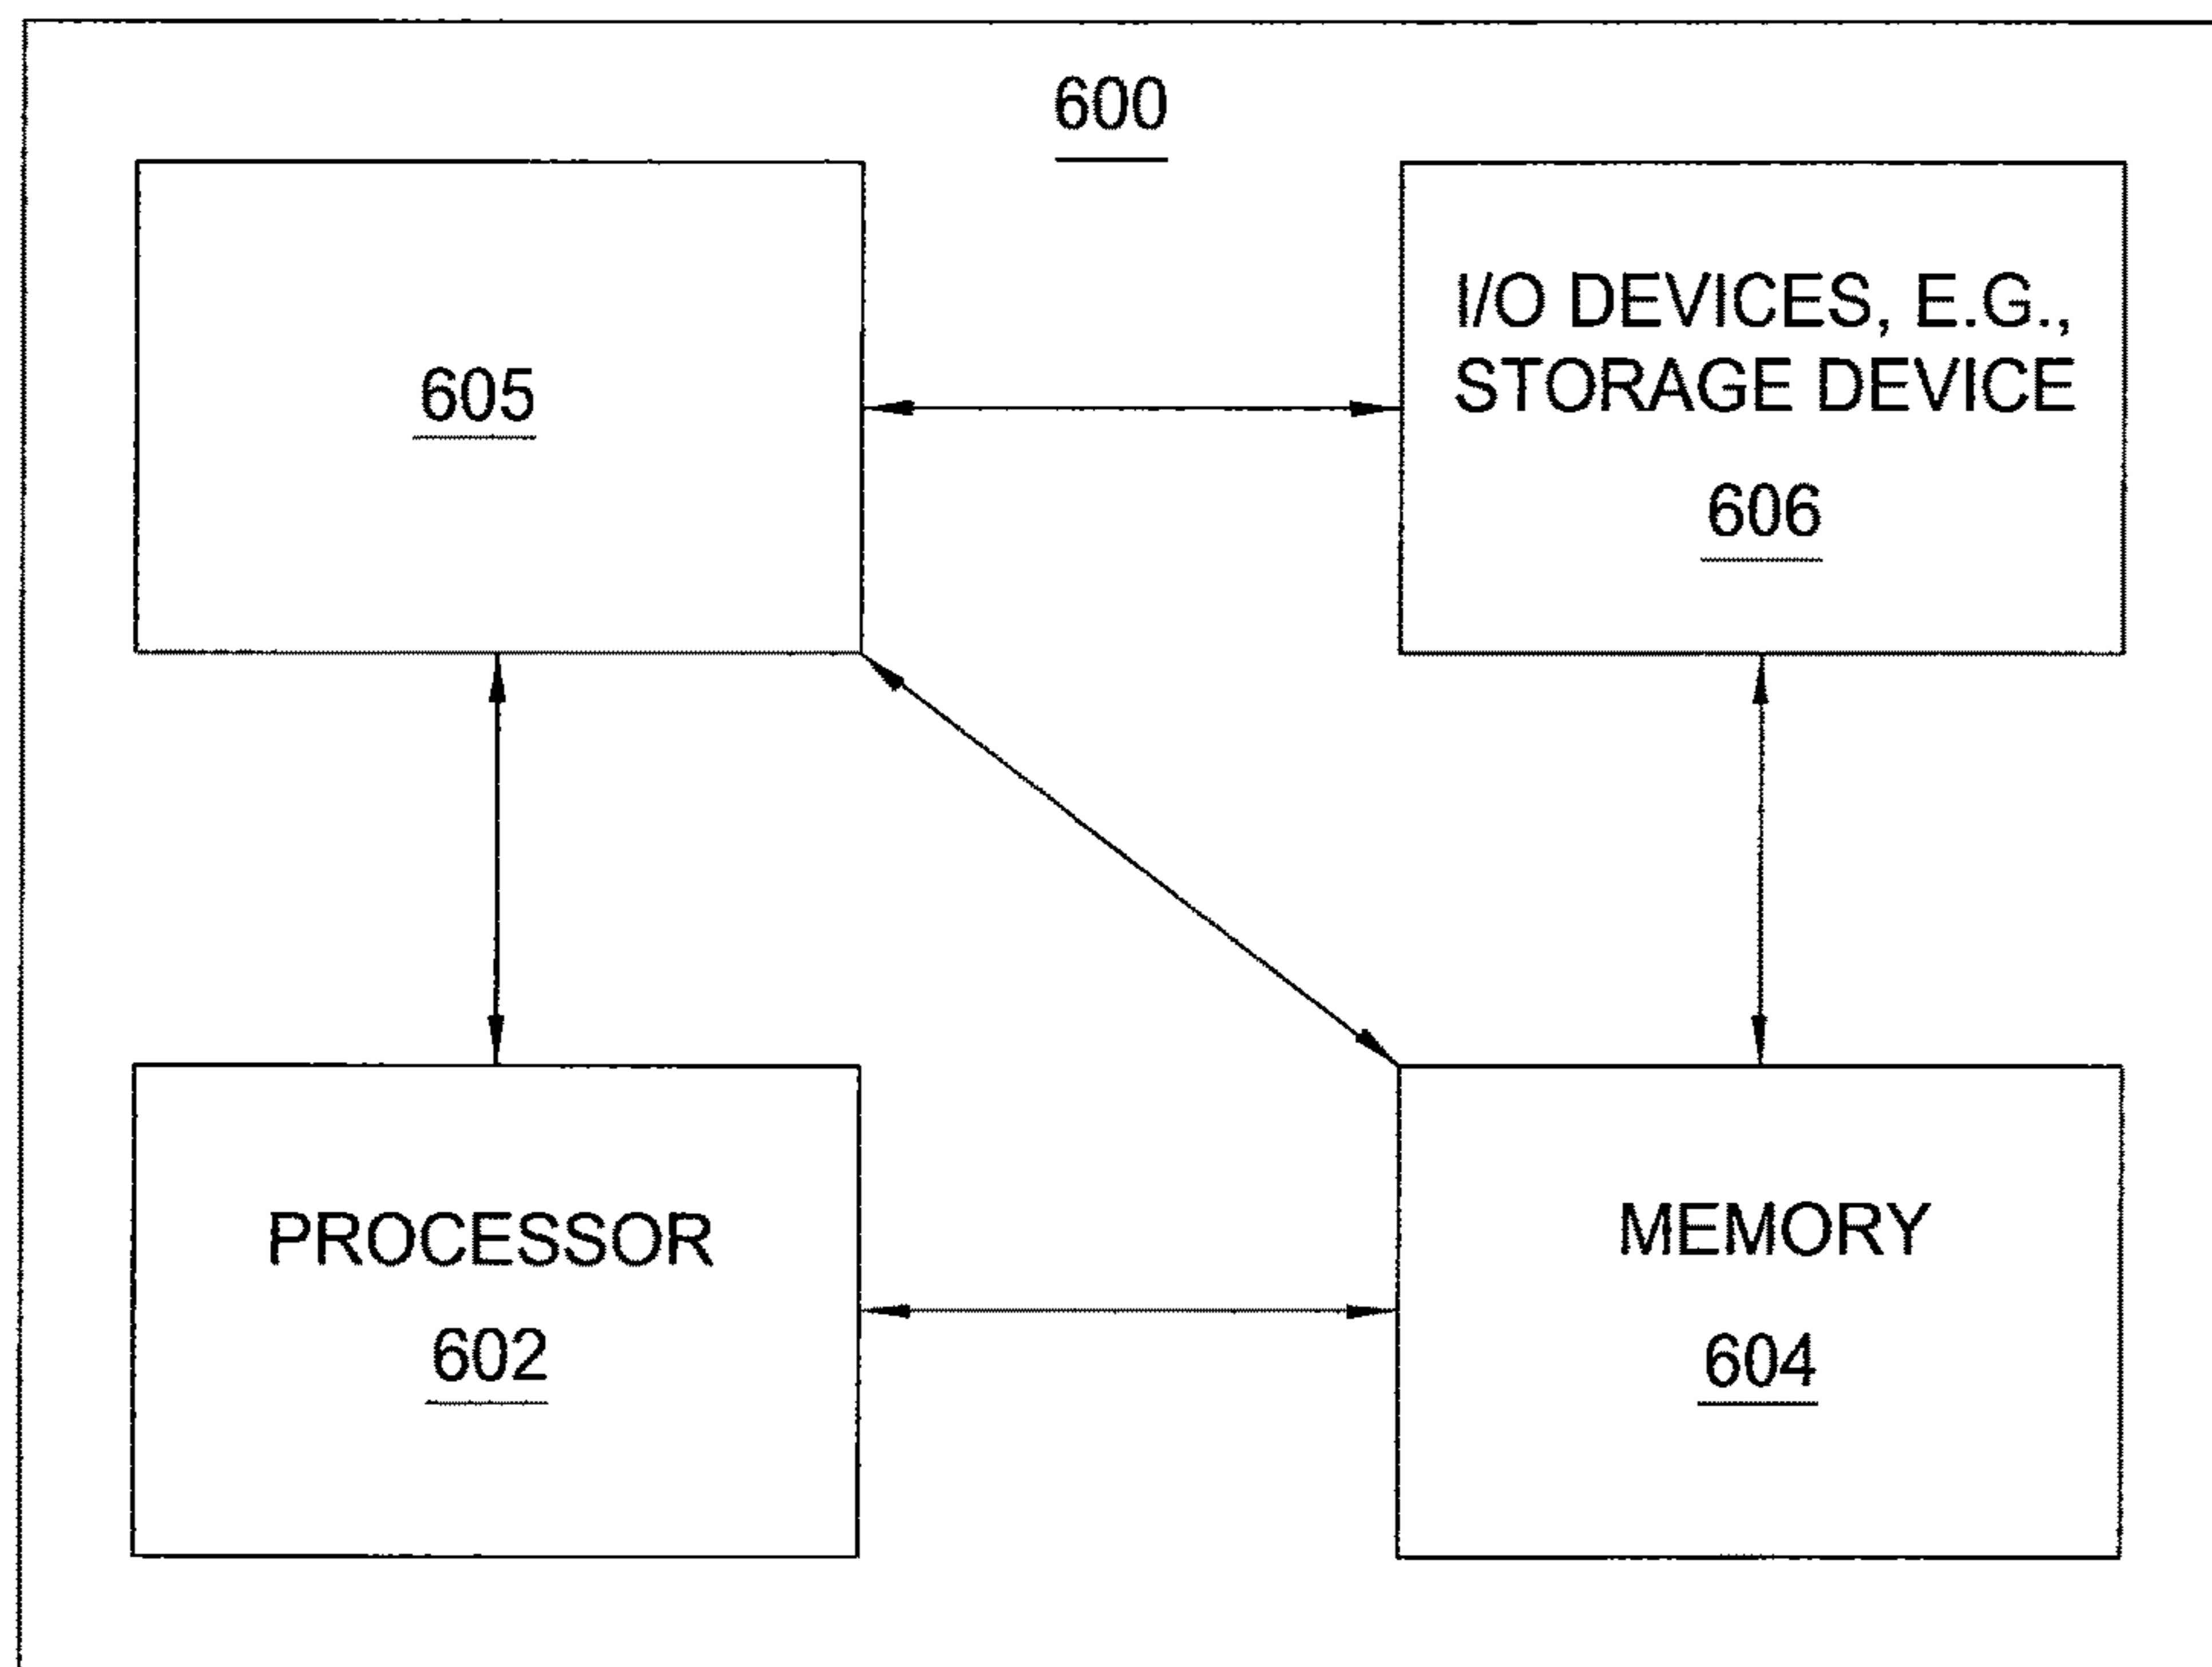 600
605
I/O DEVICES, E.G.,
STORAGE DEVICE
606
PROCESSOR
602
MEMORY
604